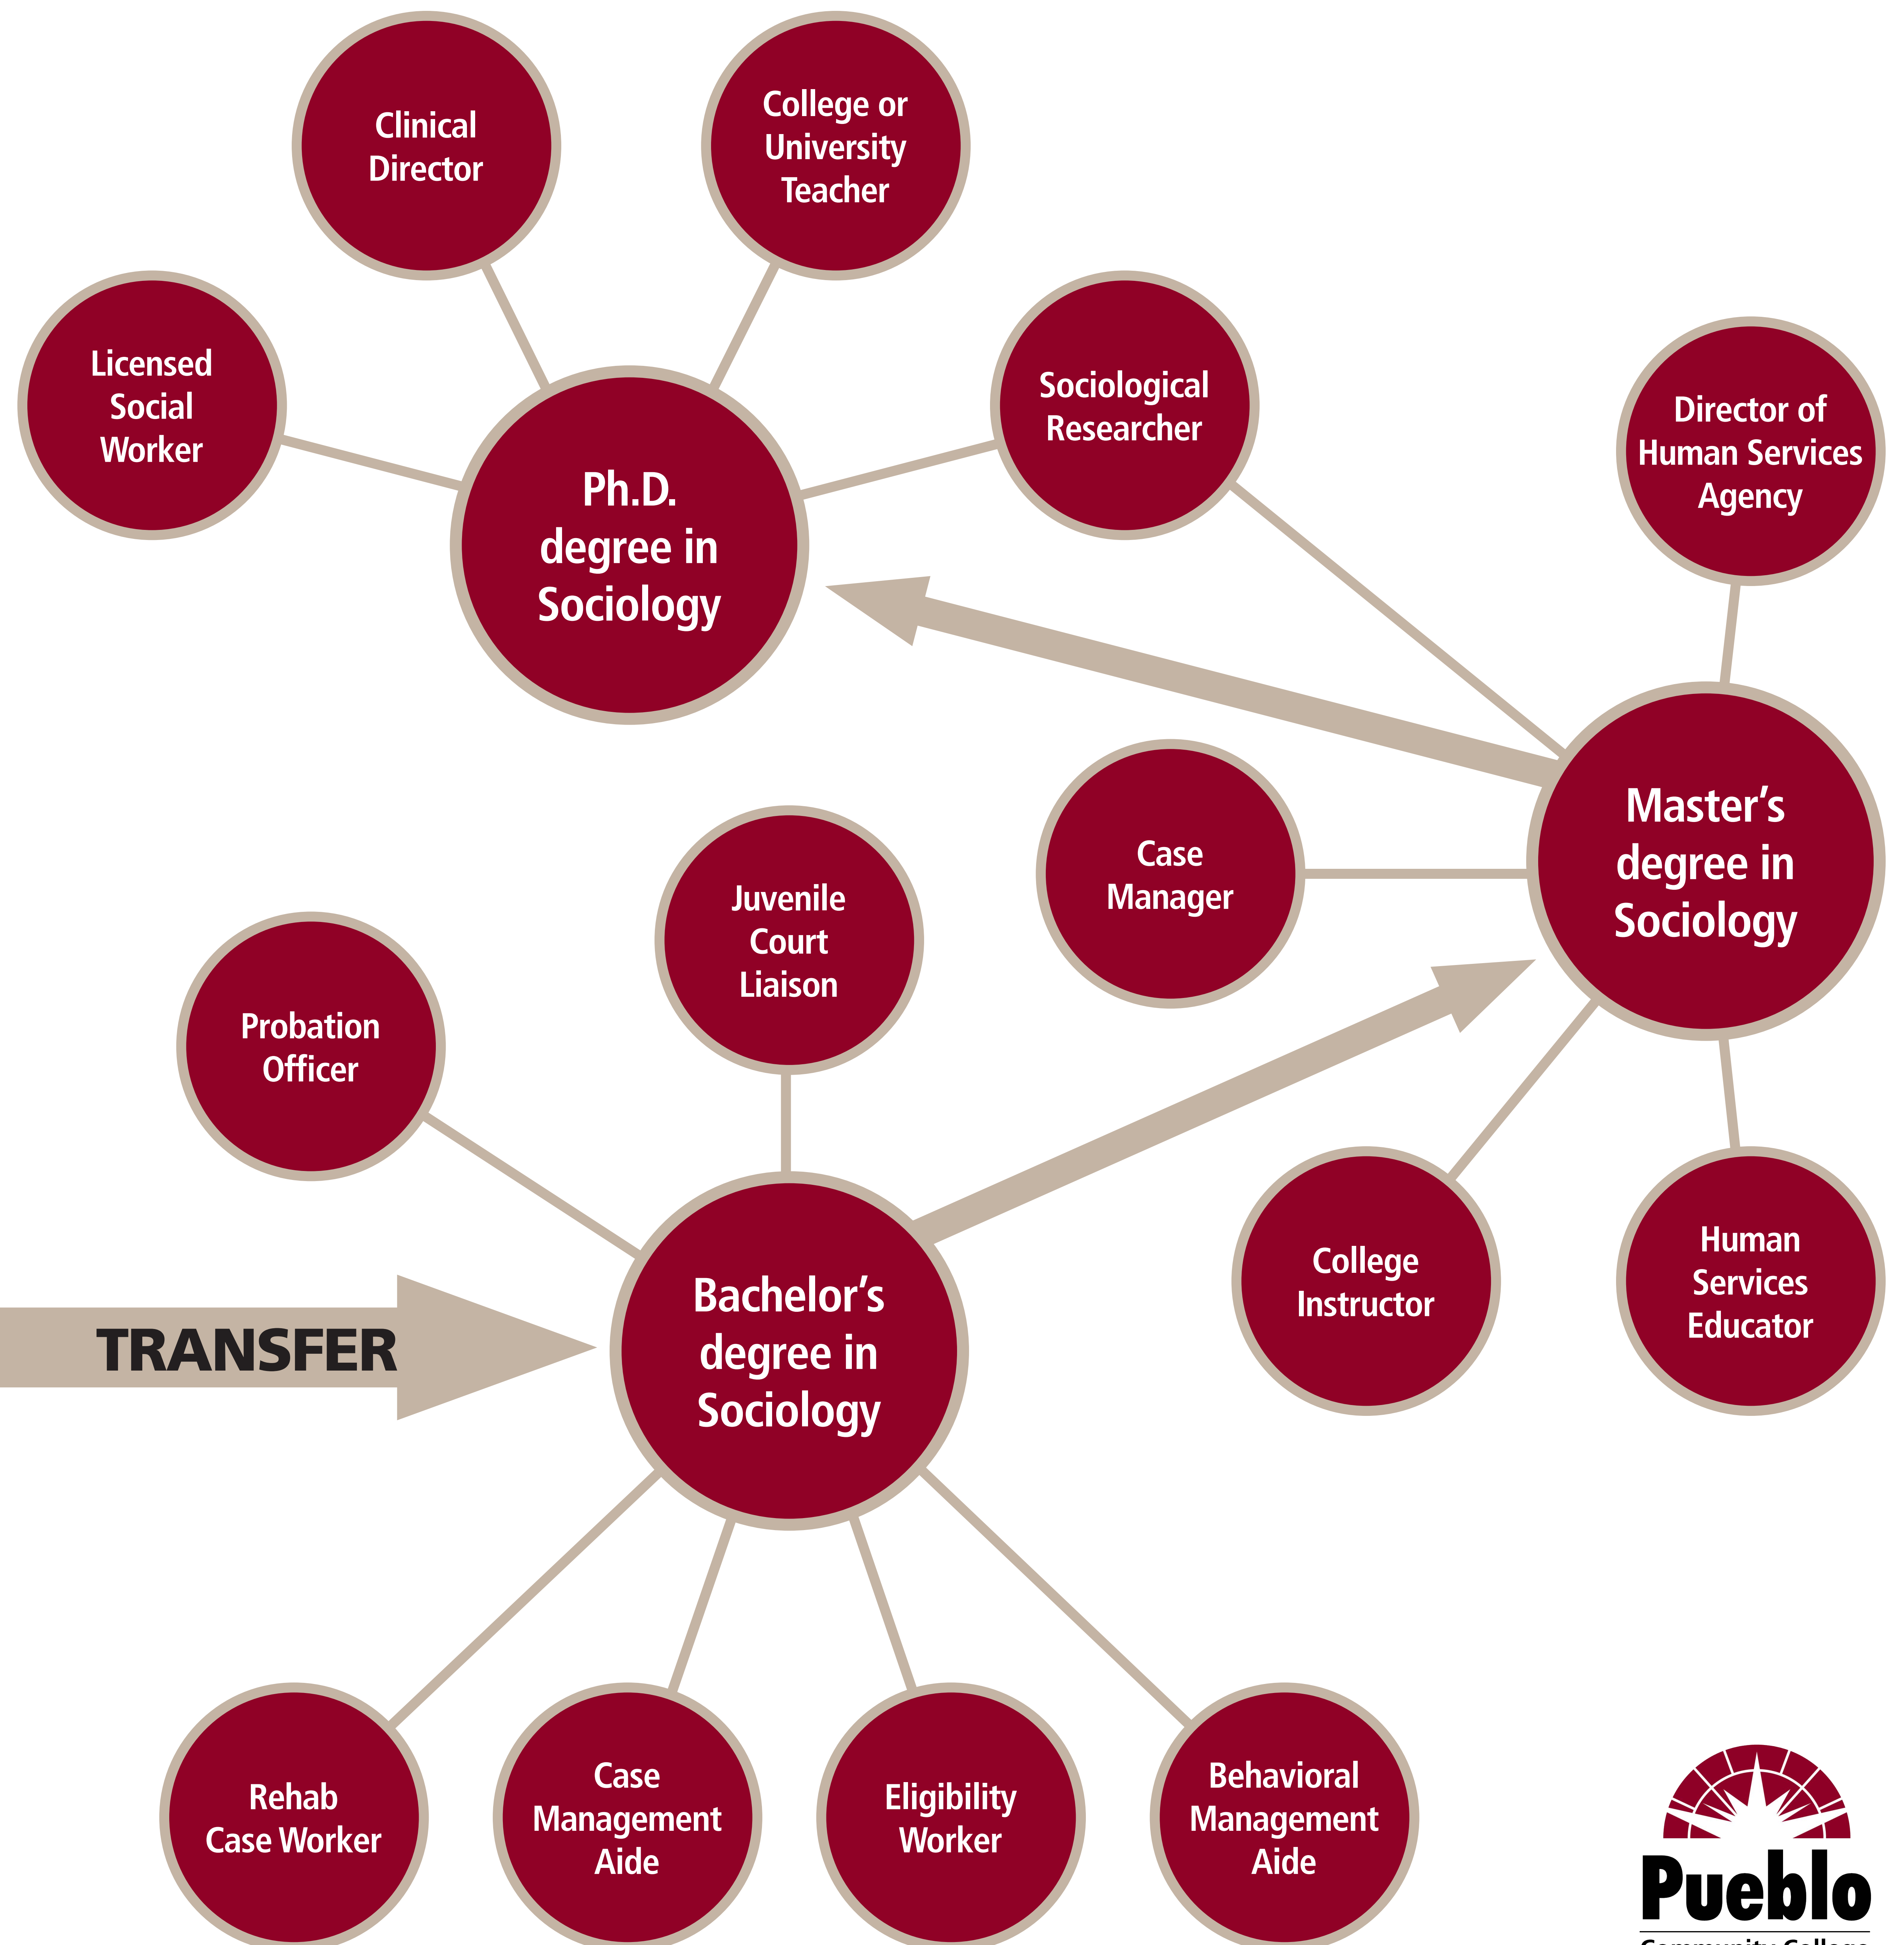 Clinical
Director
College or
University
Teacher
Licensed
Social
Worker
Sociological
Researcher
Director of
Human Services
Agency
Ph.D.
degree in
Sociology
Master’s
degree in
Sociology
Case
Manager
Juvenile
Court
Liaison
Probation
Officer
College
Instructor
Human
Services
Educator
TRANSFER
Bachelor’s
degree in
Sociology
Rehab
Case Worker
Case
Management
Aide
Eligibility
Worker
Behavioral
Management
Aide
Pueblo
Community College